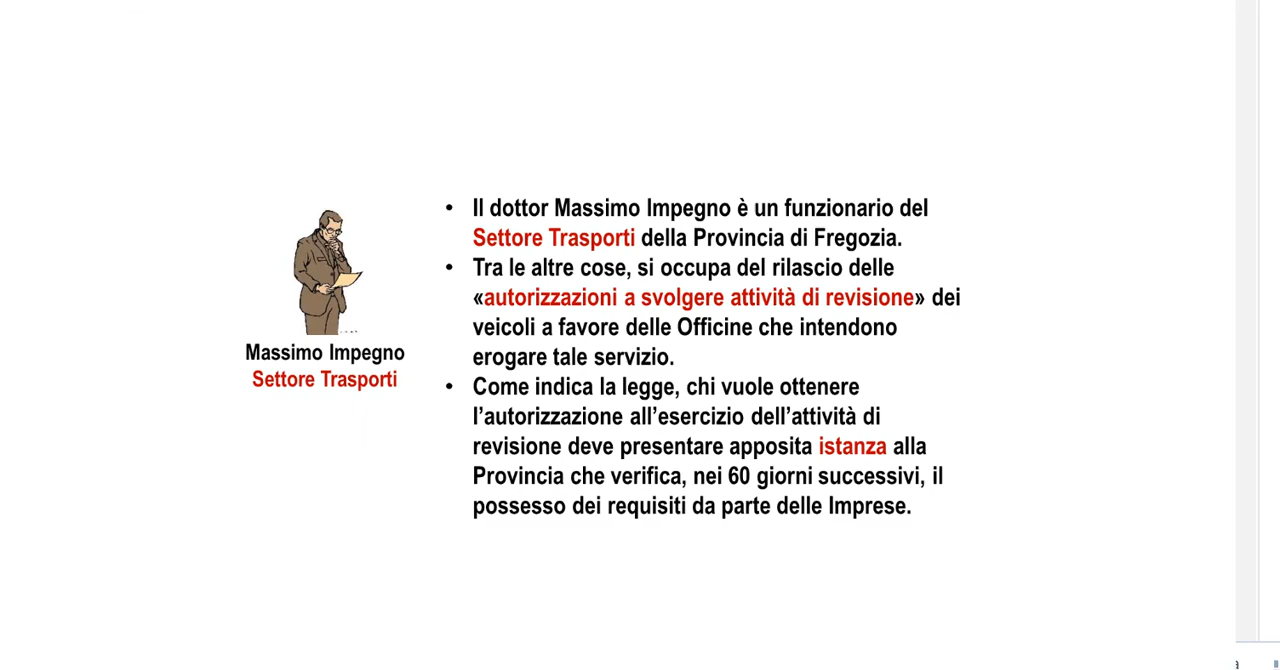 • Il dottor Massimo Impegno è un funzionario del
Settore Trasporti della Provincia di Fregozia.
• Tra le altre cose, si occupa del rilascio delle
«autorizzazioni a svolgere attività di revisione» dei
veicoli a favore delle Officine che intendono
erogare tale servizio.
• Come indica la legge, chi vuole ottenere
l’autorizzazione all’esercizio dell’attività di
revisione deve presentare apposita istanza alla
Provincia che verifica, nei 60 giorni successivi, il
possesso dei requisiti da parte delle Imprese.
Massimo Impegno
Settore Trasporti